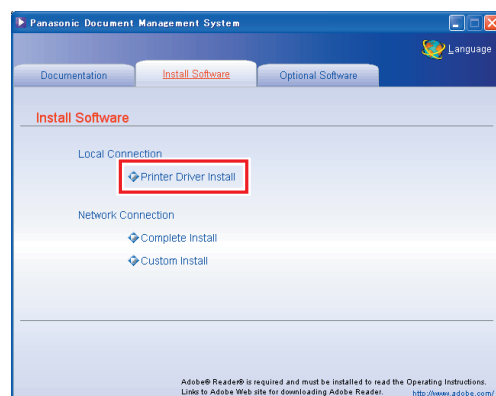 Panasonic Document Management System
Language
Documentation Install Software Optional Software
Install Software
Local Connection
Printer Driver Install
Network Connection
Complete Install
Custom Install
Adobe® Reader® is required and must be installed to read the Operating Instructions.
Links to Adobe Web site for downloading Adobe Reader. http://www.adobe.com/